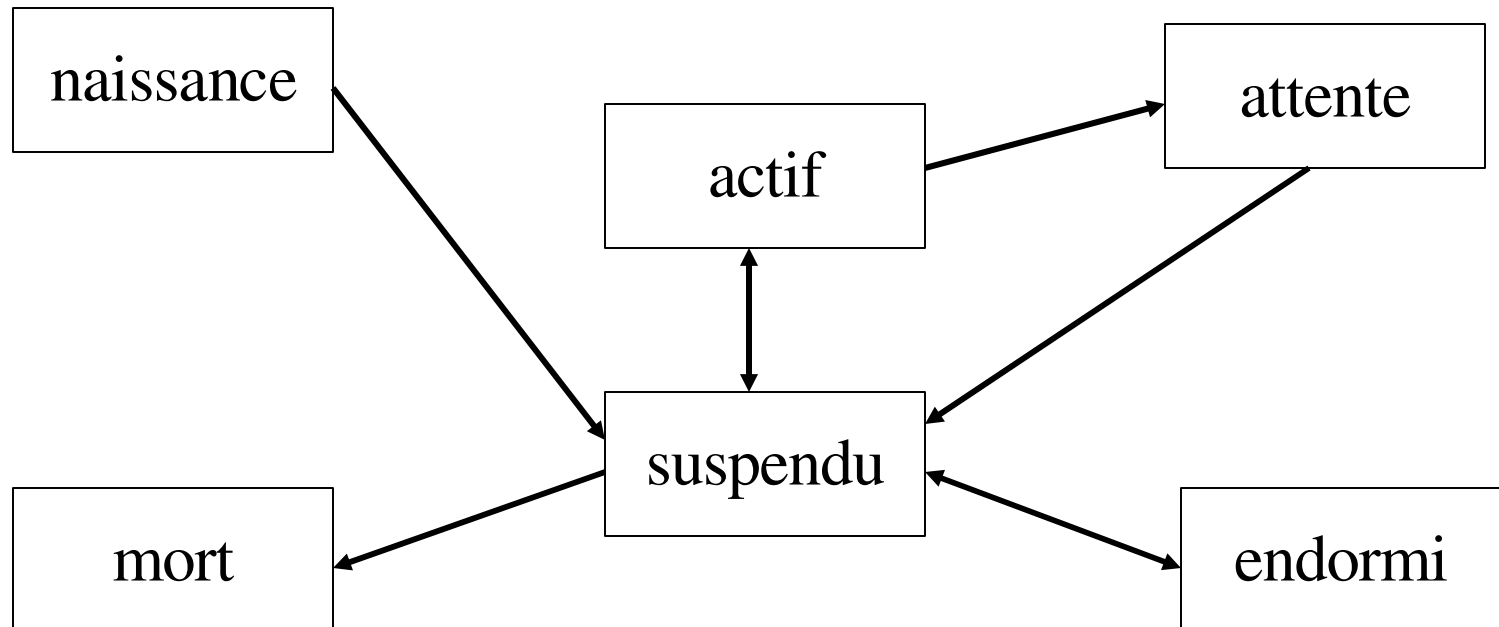 naissance
attente
actif
suspendu
mort
endormi